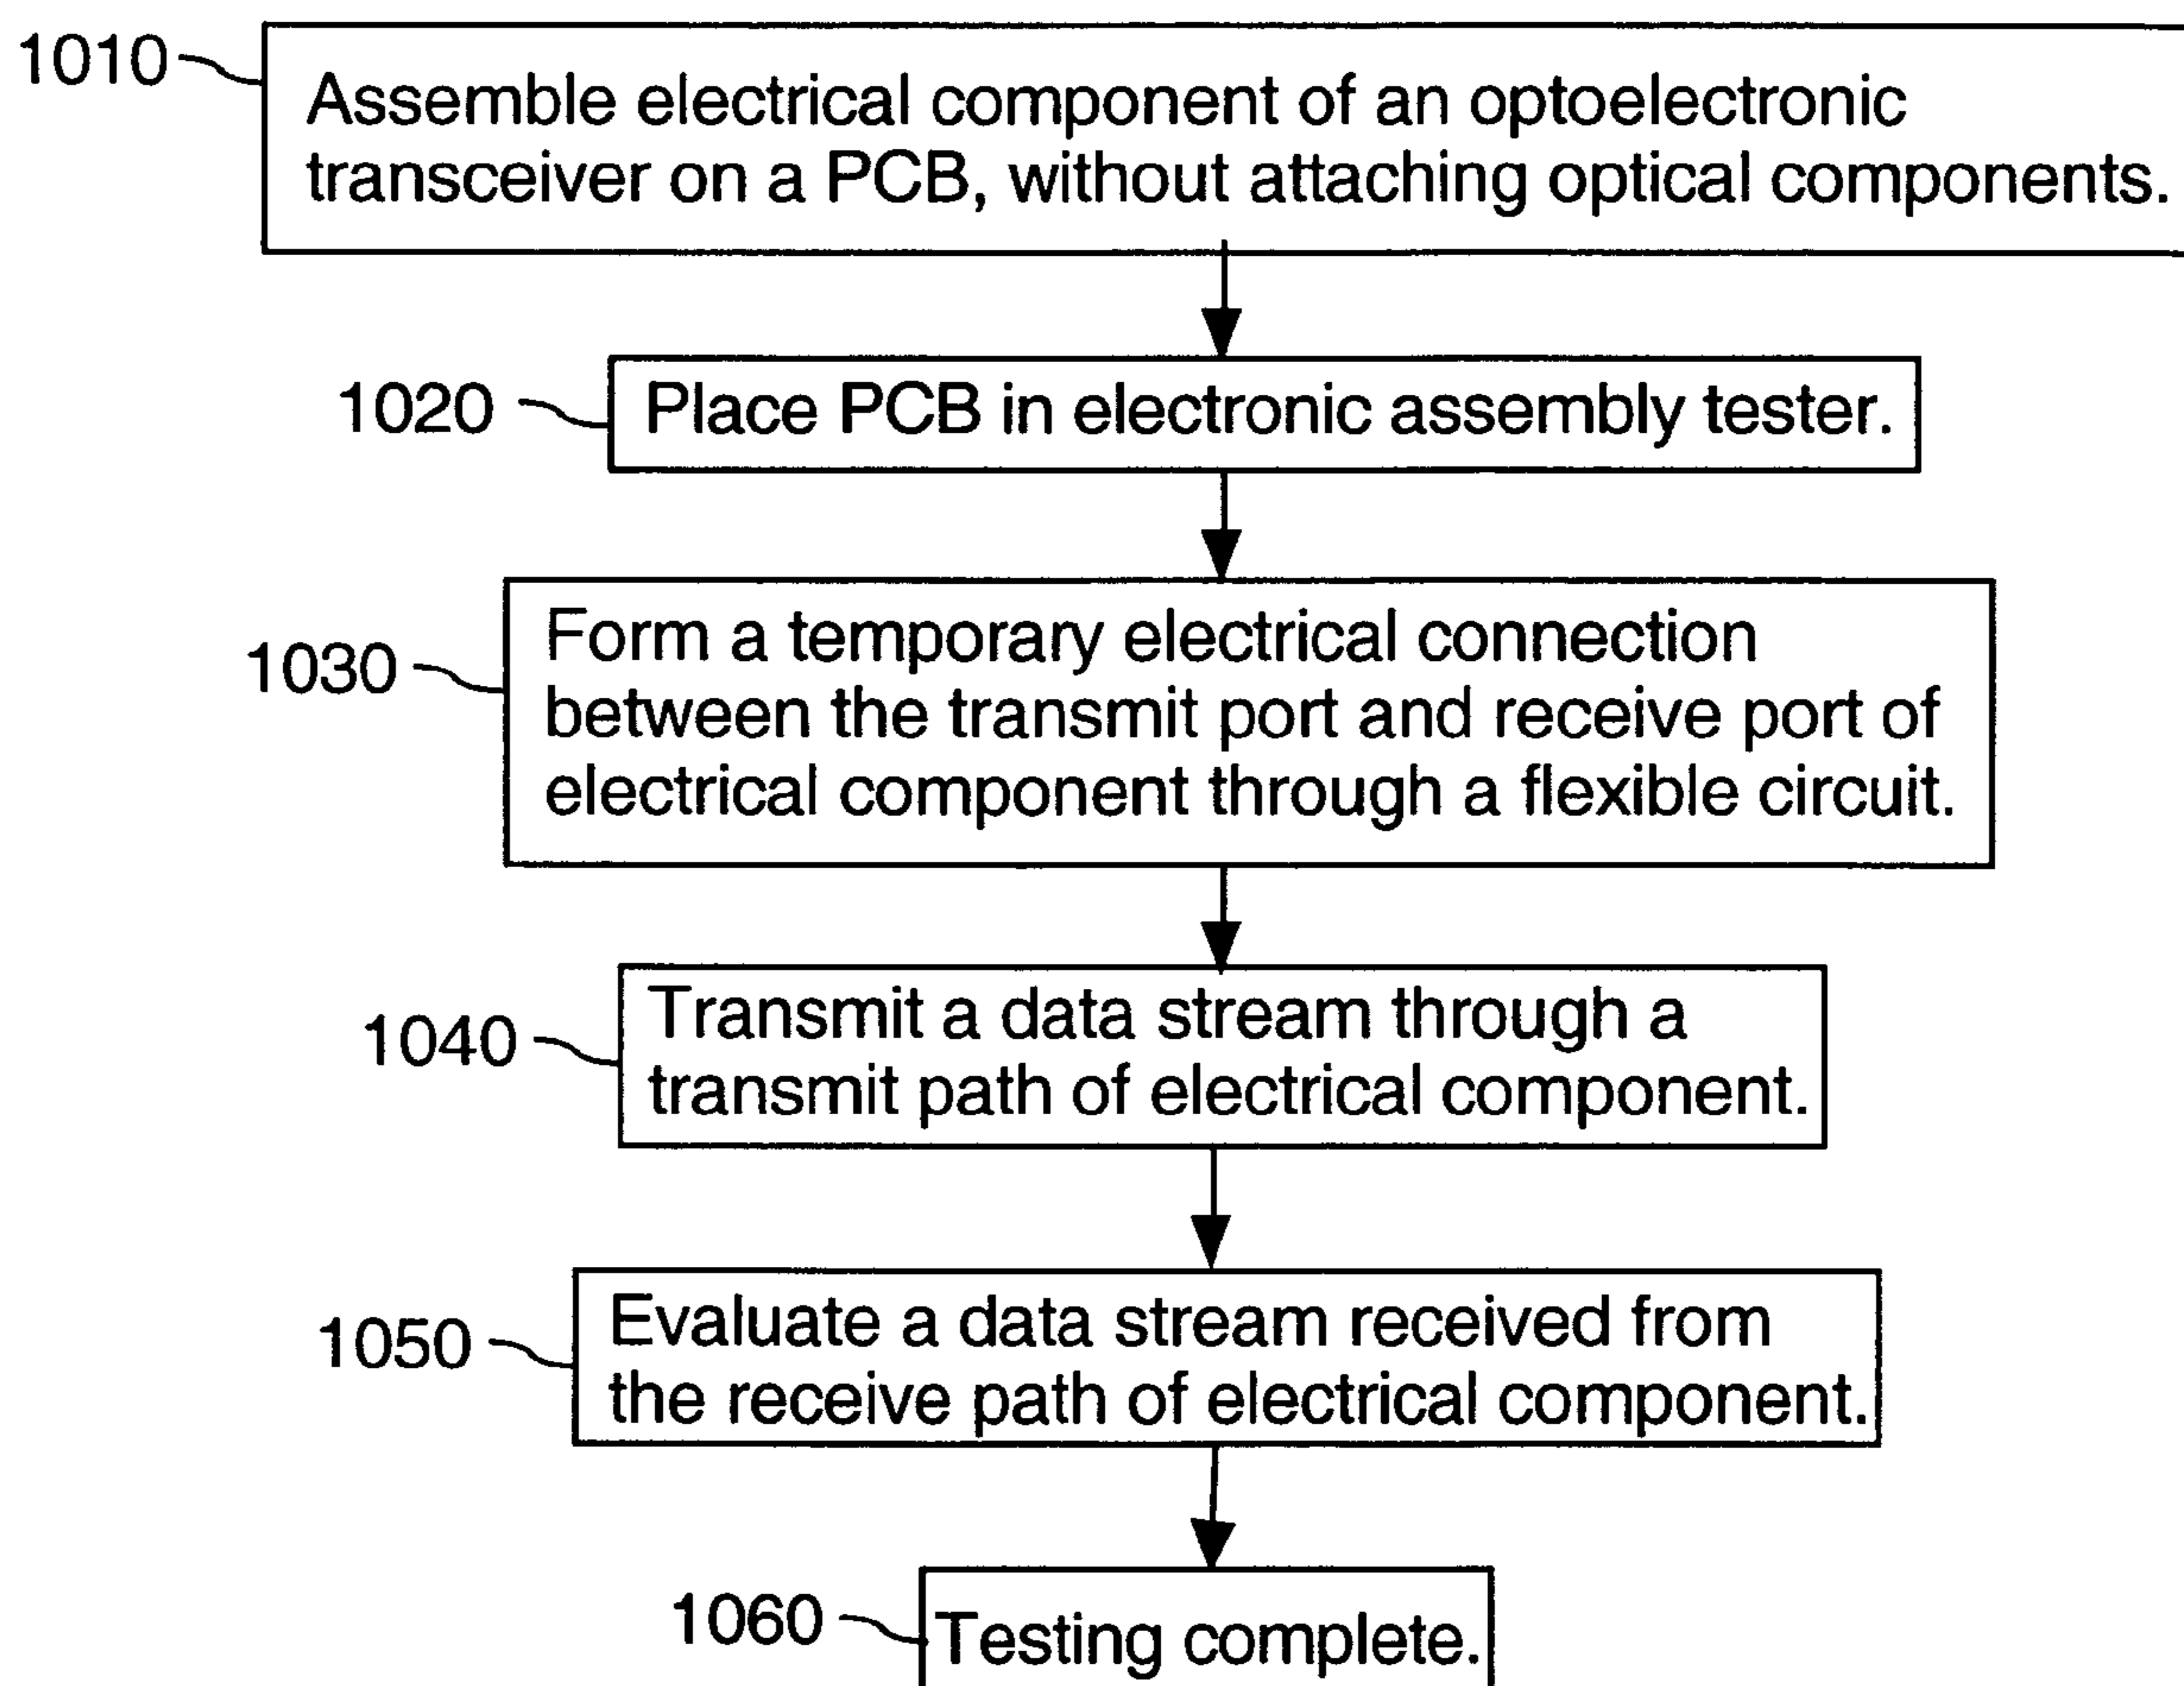 1010
Assemble electrical component of an optoelectronic
transceiver on a PCB, without attaching optical components.
1020
Place PCB in electronic assembly tester.
1030
Form a temporary electrical connection
between the transmit port and receive port of
electrical component through a flexible circuit.
1040
Transmit a data stream through a
transmit path of electrical component.
1050
Evaluate a data stream received from
the receive path of electrical component.
1060
Testing complete.